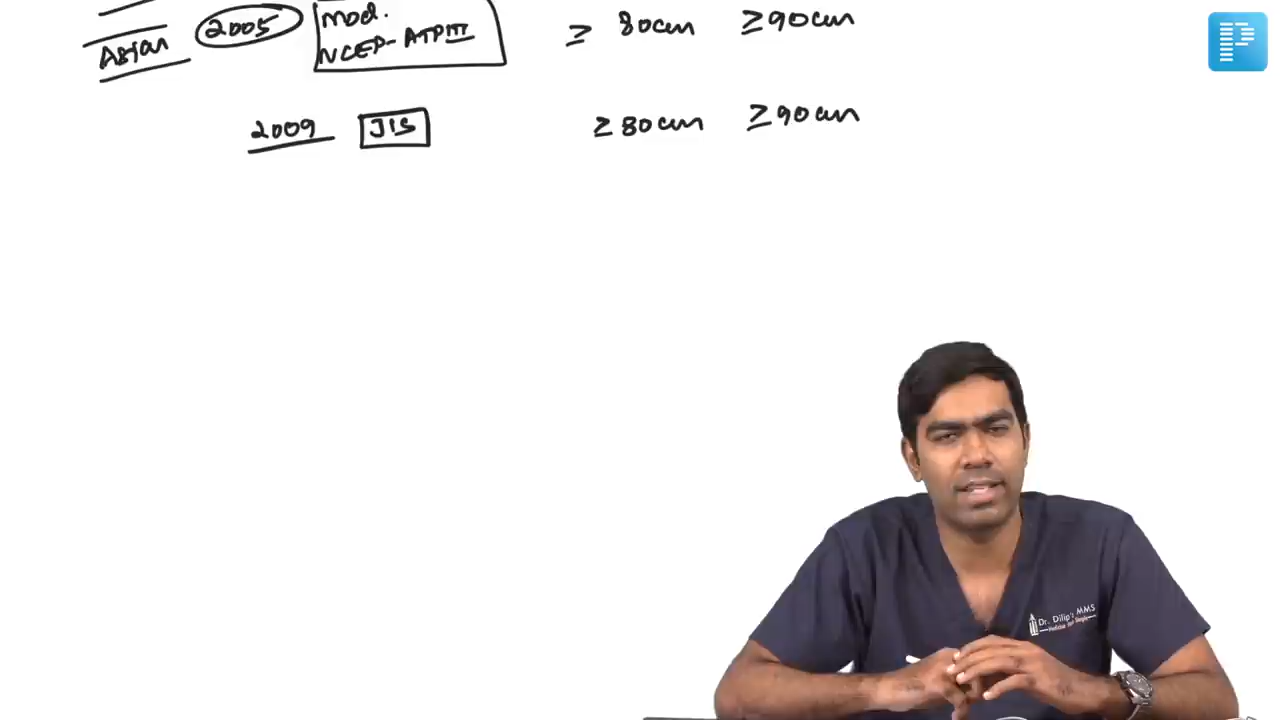 Asian 2005 Mod. NCEP-ATPIII ≥ 80cm ≥90cm
2009 JIS ≥80cm ≥90cm
P
Dr. Dilip's MMS